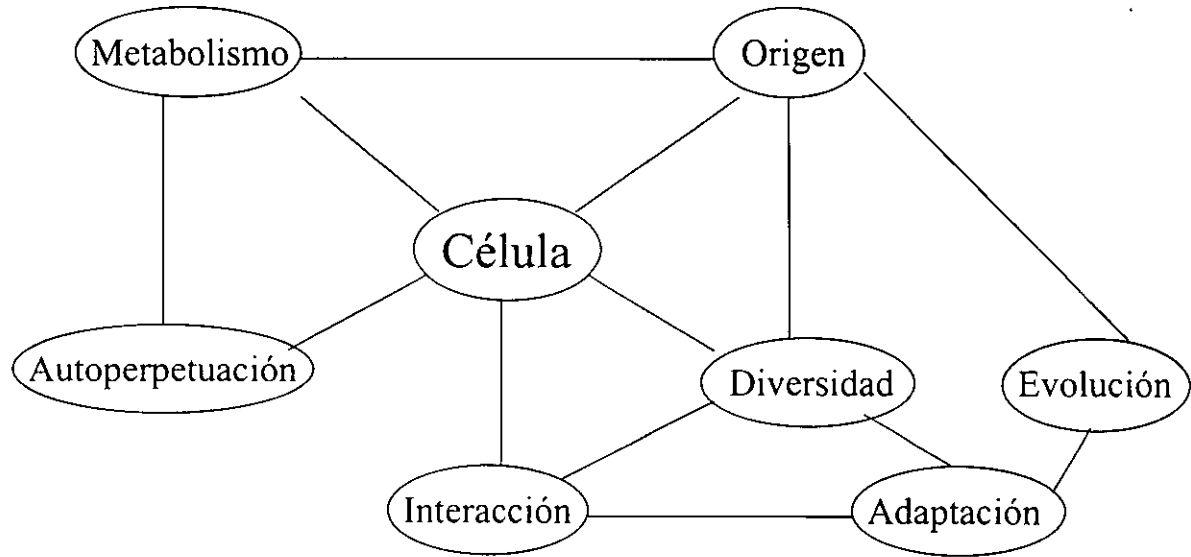 Metabolismo
Origen
Célula
Autoperpetuación
Diversidad
Evolución
Interacción
Adaptación